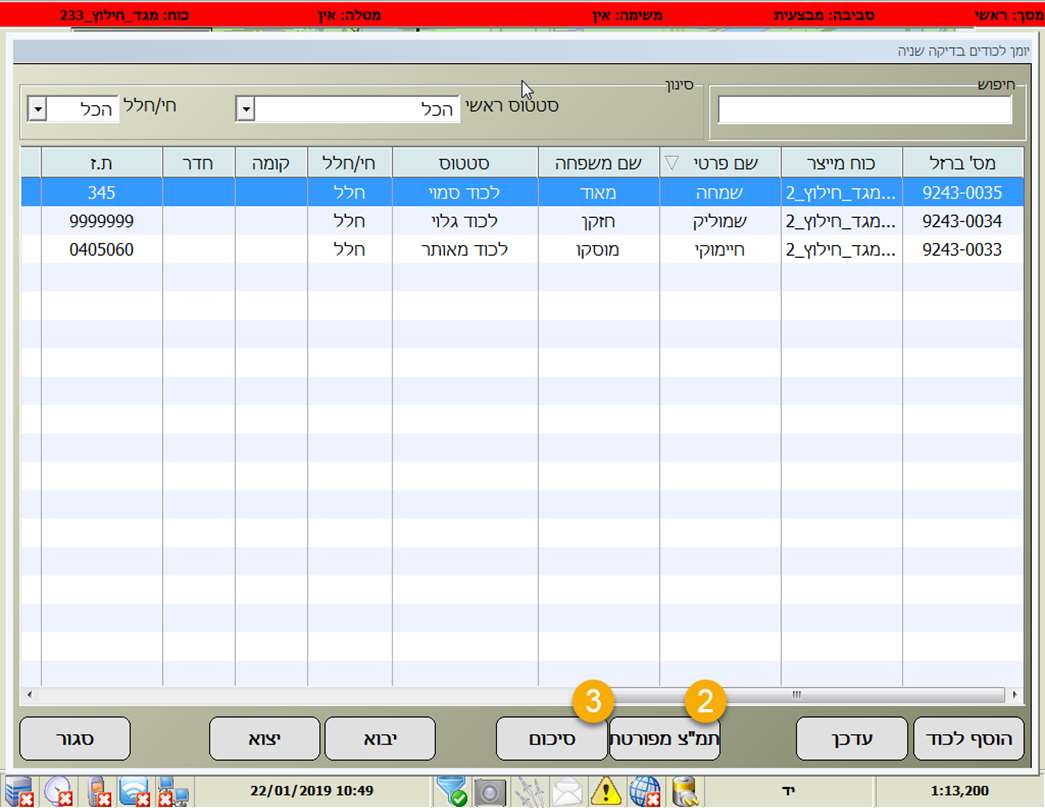 מסך: ראשי סביבה: מבצעית משימה: אין מטלה: אין כוח: מגד_חילוץ_233
יומן לכודים בדיקה שניה
חיפוש
סינון
סטטוס ראשי הכל חי/חלל הכל
מס' ברזל כוח מייצר שם פרטי שם משפחה סטטוס חי/חלל קומה חדר ת.ז
9243-0035 מגד_חילוץ_2... שמחה מאוד לכוד סמוי חלל 345
9243-0034 מגד_חילוץ_2... שמוליק חזקן לכוד גלוי חלל 9999999
9243-0033 מגד_חילוץ_2... חיימוקי מוסקו לכוד מאותר חלל 0405060
2 3
הוסף לכוד עדכן תמ"צ מפורטת סיכום יבוא יצוא סגור
1:13,200 יד 22/01/2019 10:49